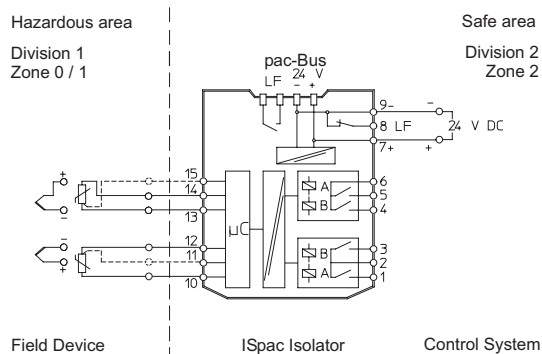 Hazardous area
Safe area
Division 1
Zone 0 / 1
Division 2
Zone 2
pac-Bus
LF 24 V
- +
9-
-
8 LF
24 V DC
7+
+
+
15
14
-
13
-
12
11
+
10
µC
A
B
6
5
4
B
A
3
2
1
Field Device
ISpac Isolator
Control System